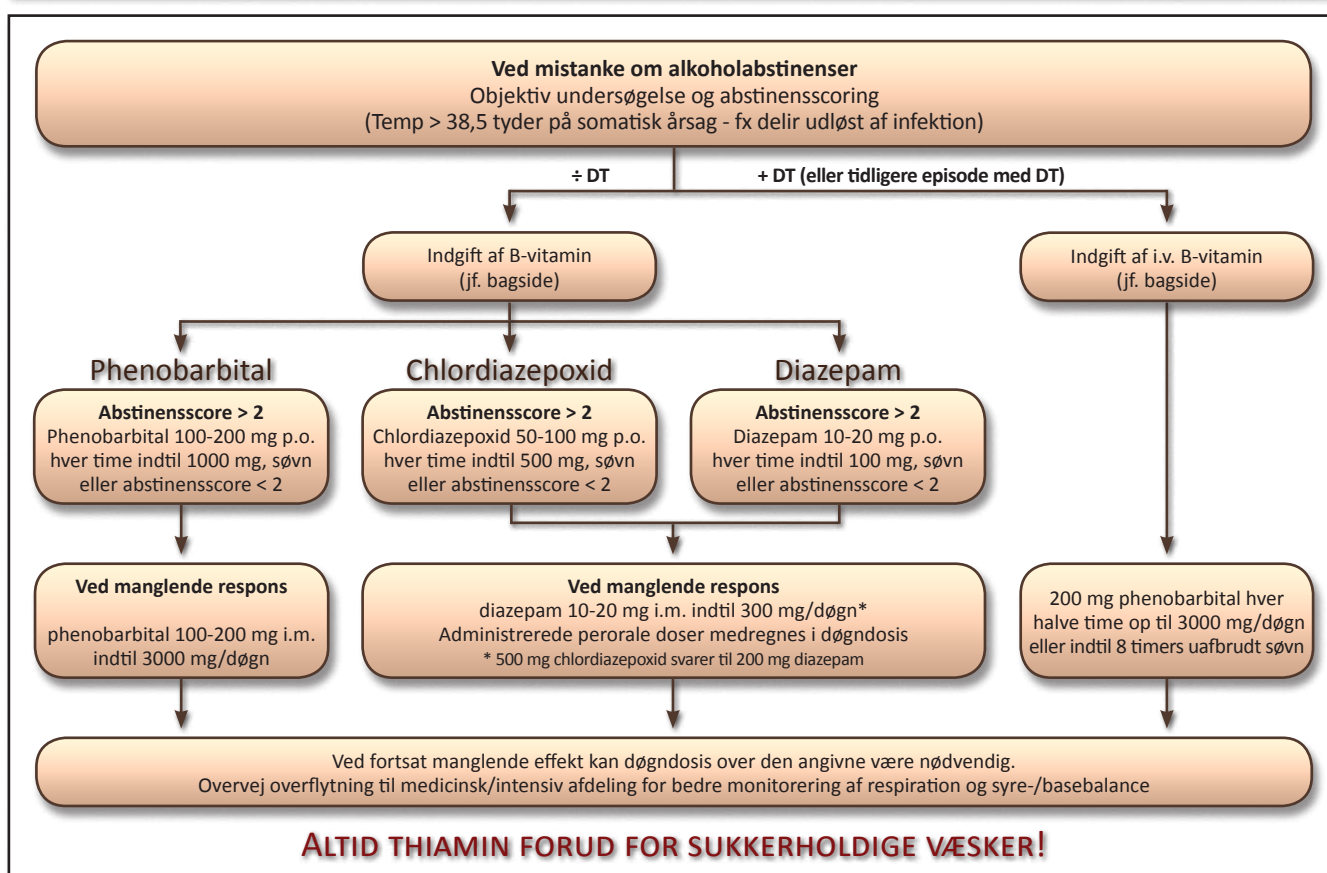 Ved mistanke om alkoholabstinenser
Objektiv undersøgelse og abstinensscoring
(Temp > 38,5 tyder på somatisk årsag - fx delir udløst af infektion)
÷ DT
+ DT (eller tidligere episode med DT)
Indgift af B-vitamin
(jf. bagside)
Indgift af i.v. B-vitamin
(jf. bagside)
Phenobarbital
Abstinensscore > 2
Phenobarbital 100-200 mg p.o.
hver time indtil 1000 mg, søvn
eller abstinensscore < 2
Chlordiazepoxid
Abstinensscore > 2
Chlordiazepoxid 50-100 mg p.o.
hver time indtil 500 mg, søvn
eller abstinensscore < 2
Diazepam
Abstinensscore > 2
Diazepam 10-20 mg p.o.
hver time indtil 100 mg, søvn
eller abstinensscore < 2
Ved manglende respons
phenobarbital 100-200 mg i.m.
indtil 3000 mg/døgn
Ved manglende respons
diazepam 10-20 mg i.m. indtil 300 mg/døgn*
Administrerede perorale doser medregnes i døgndosis
* 500 mg chlordiazepoxid svarer til 200 mg diazepam
200 mg phenobarbital hver
halve time op til 3000 mg/døgn
eller indtil 8 timers uafbrudt søvn
Ved fortsat manglende effekt kan døgndosis over den angivne være nødvendig.
Overvej overflytning til medicinsk/intensiv afdeling for bedre monitorering af respiration og syre-/basebalance
ALTID THIAMIN FORUD FOR SUKKERHOLDIGE VÆSKER!